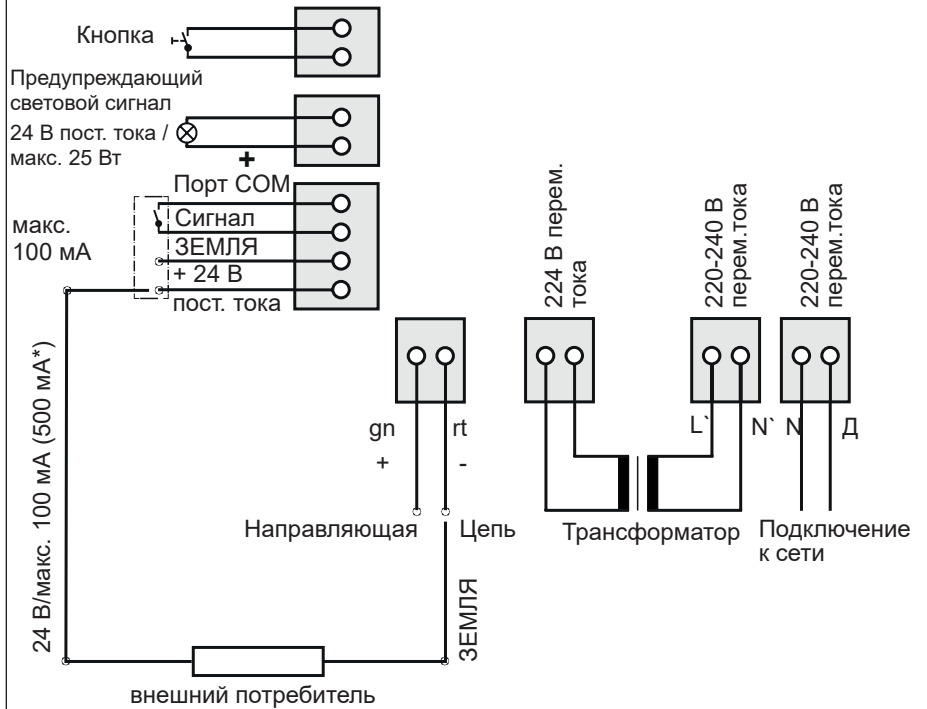 Кнопка
Предупреждающий
световой сигнал
24 В пост. тока /
макс. 25 Вт
+
Порт COM
Сигнал
ЗЕМЛЯ
+ 24 В
пост. тока
макс.
100 мА
24 В/макс. 100 мА (500 мА*)
gn
rt
+
-
Направляющая
Цепь
ЗЕМЛЯ
внешний потребитель
224 В перем.
тока
220-240 В
перем.тока
220-240 В
перем.тока
L`
N`
N
Д
Трансформатор
Подключение
к сети